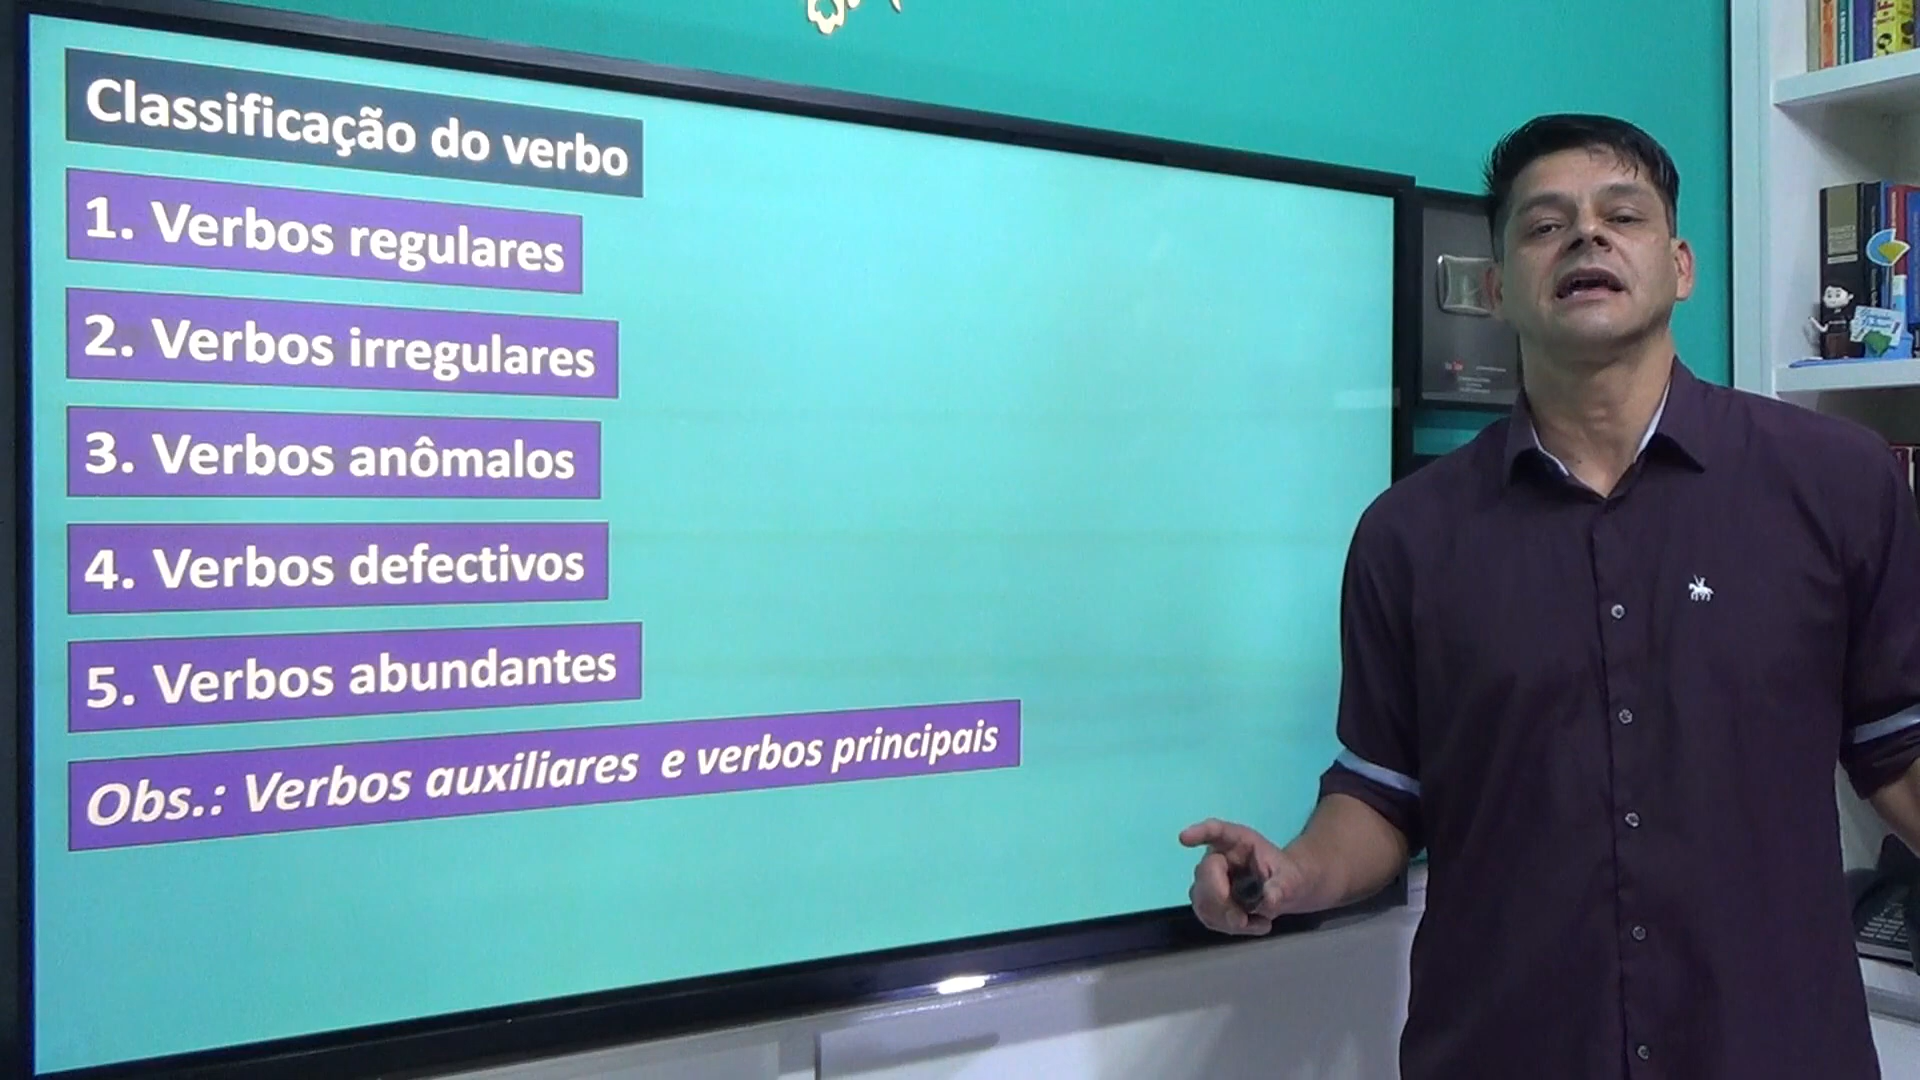 Classificação do verbo
1. Verbos regulares
2. Verbos irregulares
3. Verbos anômalos
4. Verbos defectivos
5. Verbos abundantes
Obs.: Verbos auxiliares e verbos principais